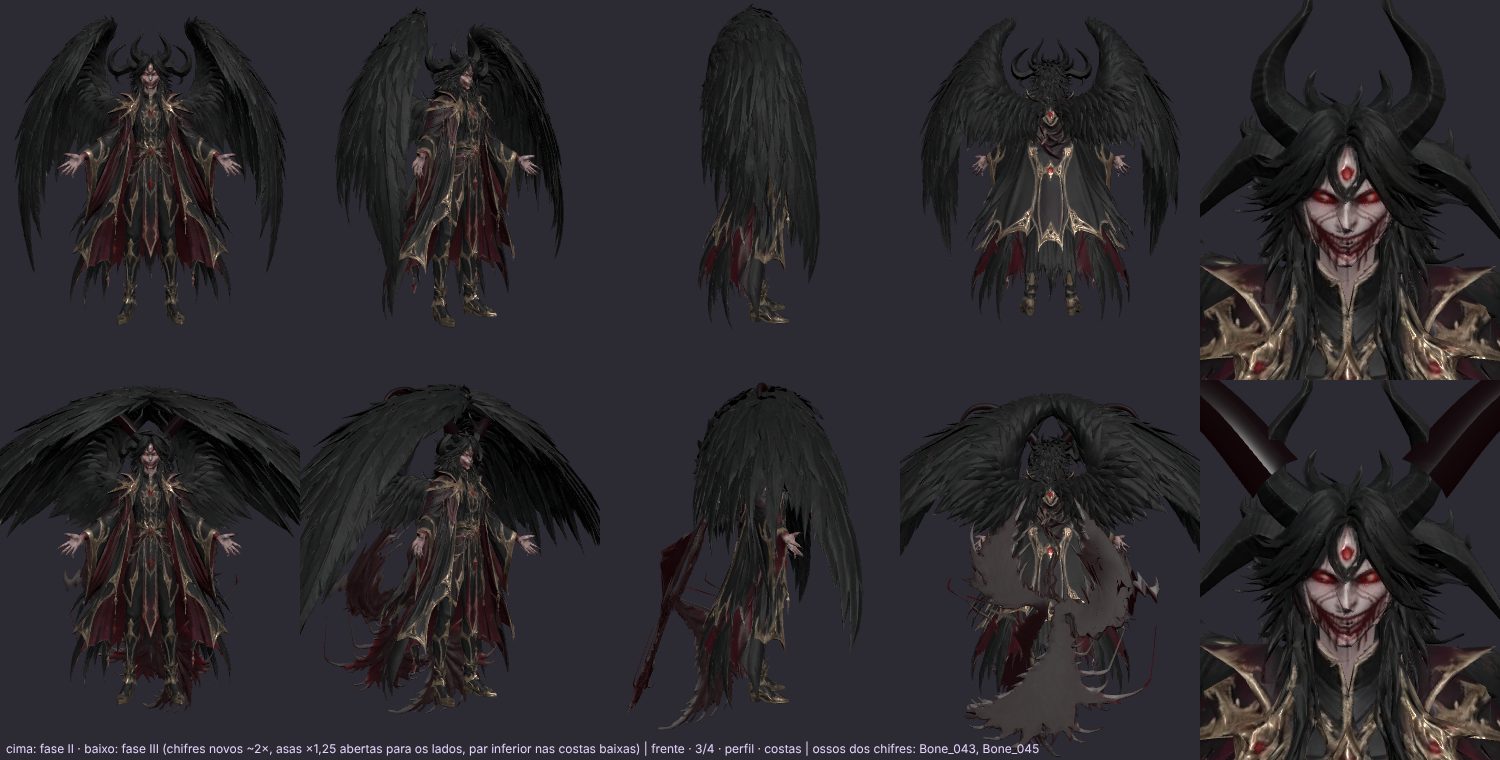 cima: fase II · baixo: fase III (chifres novos ~2×, asas ×1,25 abertas para os lados, par inferior nas costas baixas) | frente · 3/4 · perfil · costas | ossos dos chifres: Bone_043, Bone_045